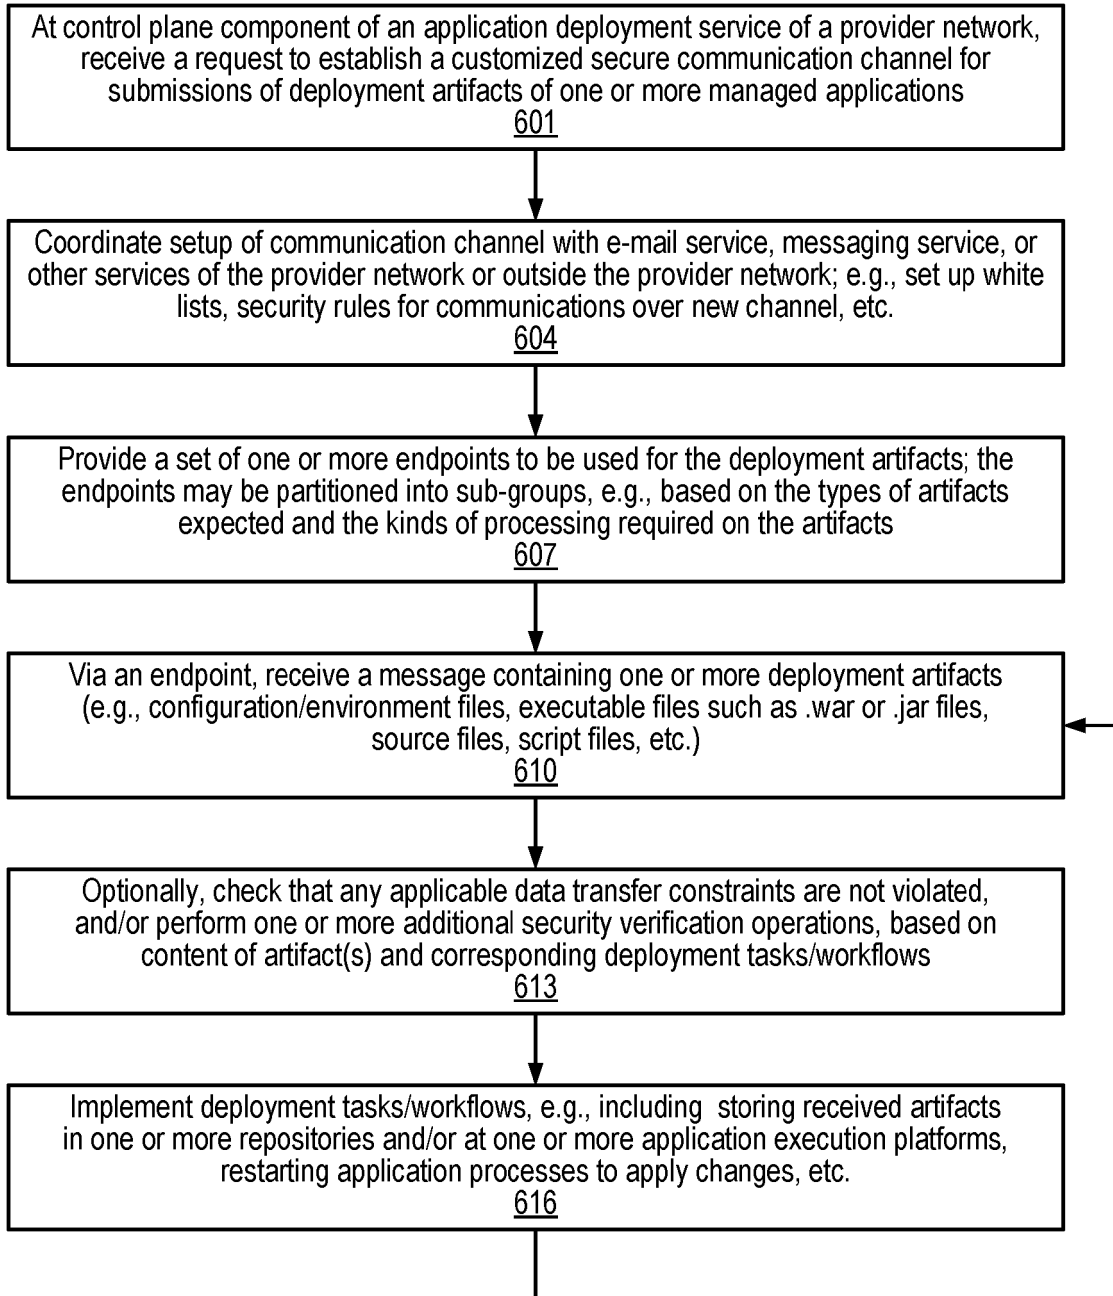 At control plane component of an application deployment service of a provider network,
receive a request to establish a customized secure communication channel for
submissions of deployment artifacts of one or more managed applications
601
Coordinate setup of communication channel with e-mail service, messaging service, or
other services of the provider network or outside the provider network; e.g., set up white
lists, security rules for communications over new channel, etc.
604
Provide a set of one or more endpoints to be used for the deployment artifacts; the
endpoints may be partitioned into sub-groups, e.g., based on the types of artifacts
expected and the kinds of processing required on the artifacts
607
Via an endpoint, receive a message containing one or more deployment artifacts
(e.g., configuration/environment files, executable files such as .war or .jar files,
source files, script files, etc.)
610
Optionally, check that any applicable data transfer constraints are not violated,
and/or perform one or more additional security verification operations, based on
content of artifact(s) and corresponding deployment tasks/workflows
613
Implement deployment tasks/workflows, e.g., including storing received artifacts
in one or more repositories and/or at one or more application execution platforms,
restarting application processes to apply changes, etc.
616